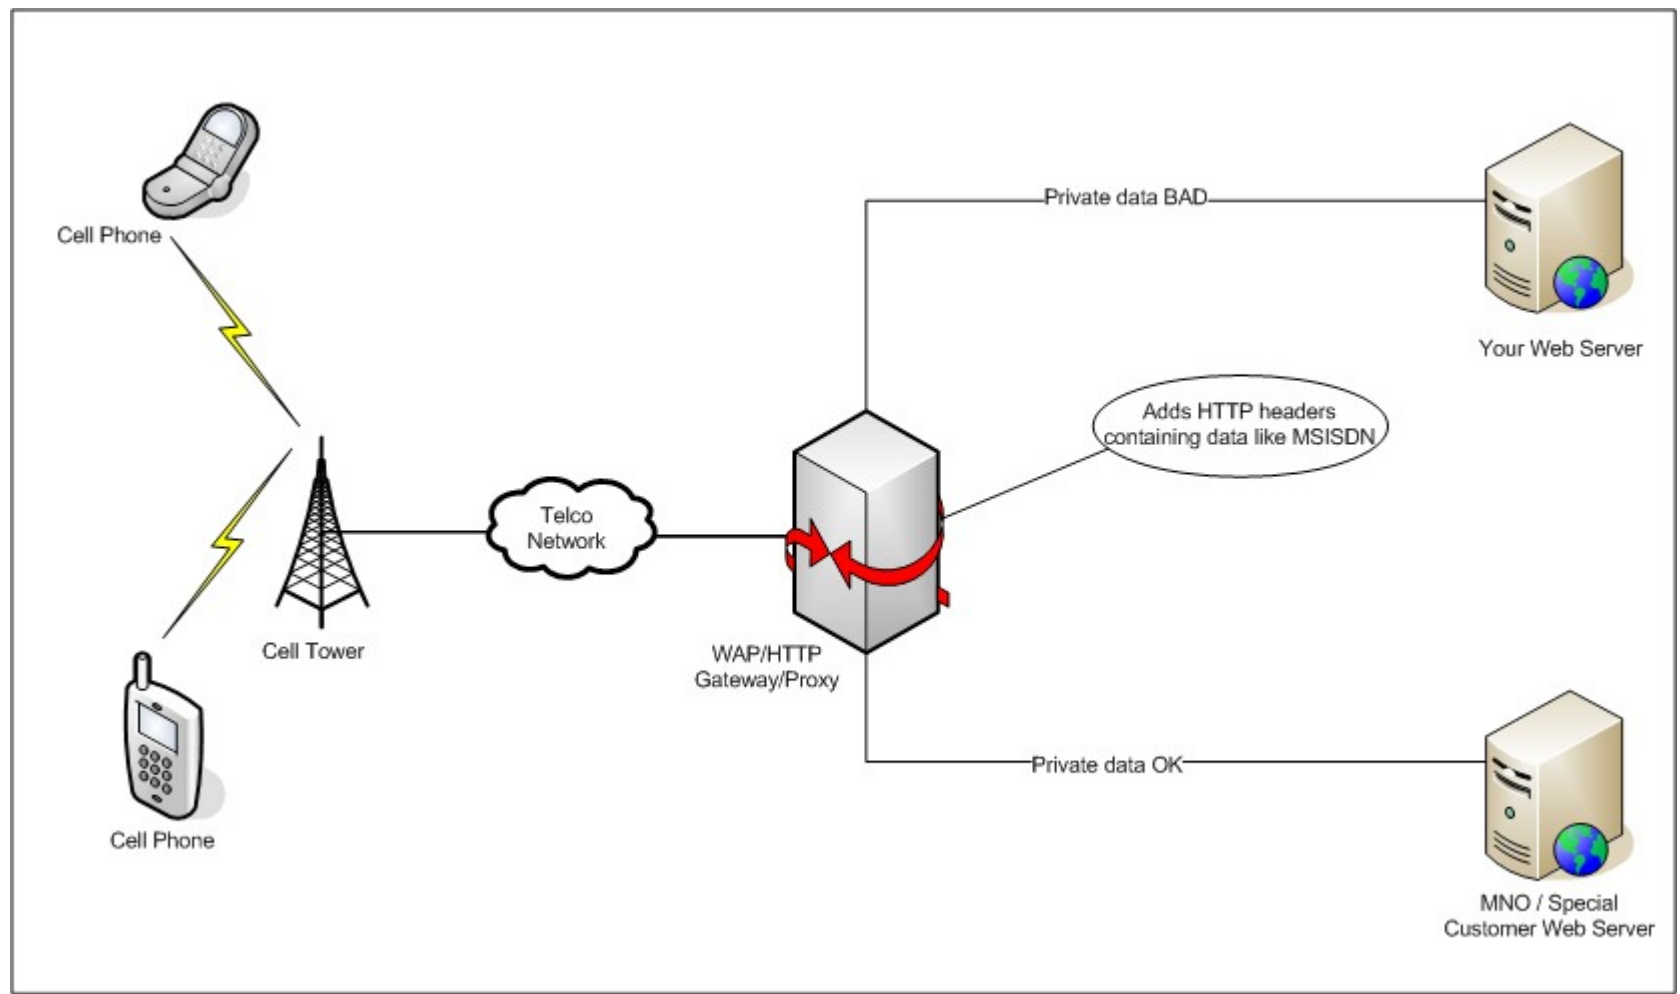 Cell Phone
Private data BAD
Your Web Server
Adds HTTP headers
containing data like MSISDN
Telco
Network
Cell Tower
WAP/HTTP
Gateway/Proxy
Private data OK
Cell Phone
MNO / Special
Customer Web Server